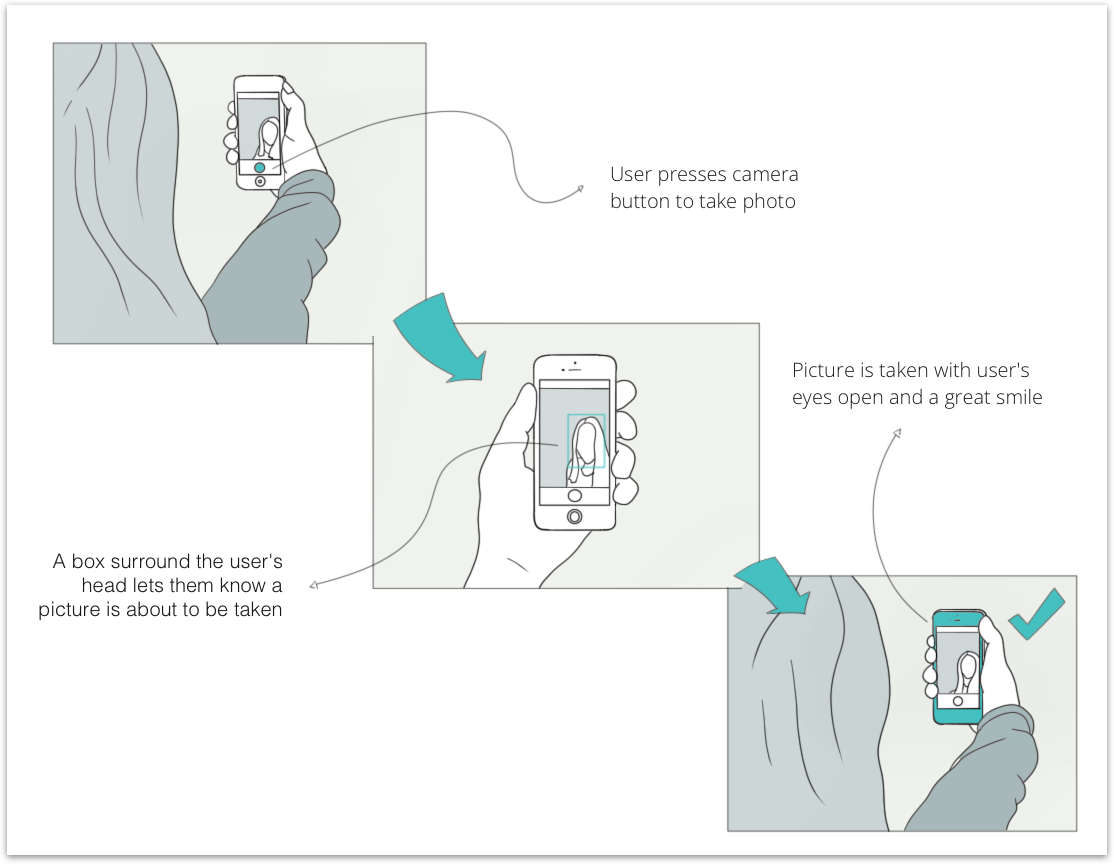 User presses camera
button to take photo
Picture is taken with user's
eyes open and a great smile
A box surround the user's
head lets them know a
picture is about to be taken